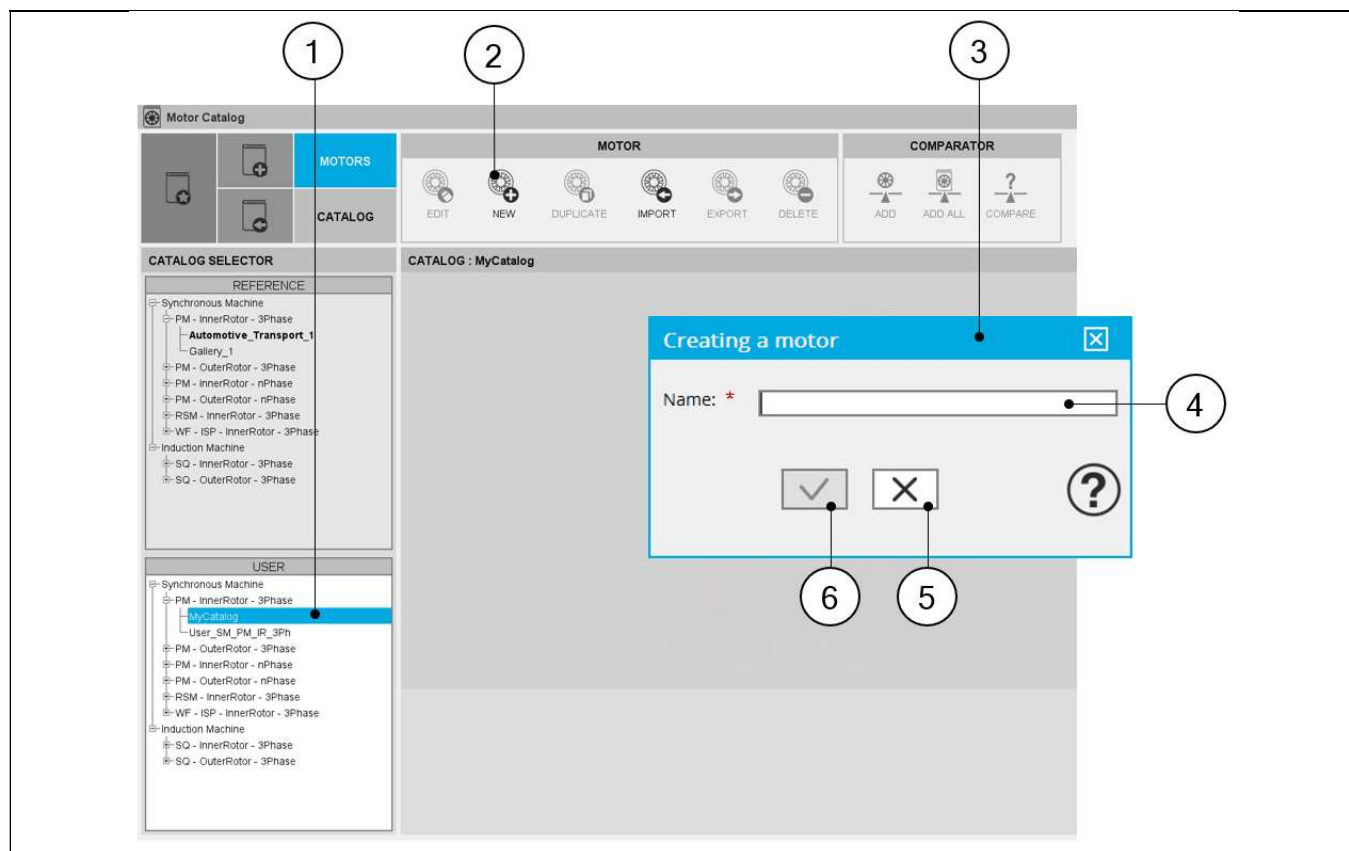 1 2 3
Motor Catalog
MOTORS
CATALOG
MOTOR
EDIT NEW DUPLICATE IMPORT EXPORT DELETE
COMPARATOR
ADD ADD ALL COMPARE
CATALOG SELECTOR
REFERENCE
Synchronous Machine
PM - InnerRotor - 3Phase
Automotive_Transport_1
Gallery_1
PM - OuterRotor - 3Phase
PM - InnerRotor - nPhase
PM - OuterRotor - nPhase
RSM - InnerRotor - 3Phase
WF - ISP - InnerRotor - 3Phase
Induction Machine
SQ - InnerRotor - 3Phase
SQ - OuterRotor - 3Phase
USER
Synchronous Machine
PM - InnerRotor - 3Phase
MyCatalog
User_SM_PM_IR_3Ph
PM - OuterRotor - 3Phase
PM - InnerRotor - nPhase
PM - OuterRotor - nPhase
RSM - InnerRotor - 3Phase
WF - ISP - InnerRotor - 3Phase
Induction Machine
SQ - InnerRotor - 3Phase
SQ - OuterRotor - 3Phase
CATALOG : MyCatalog
Creating a motor
Name: *
4
?
6 5